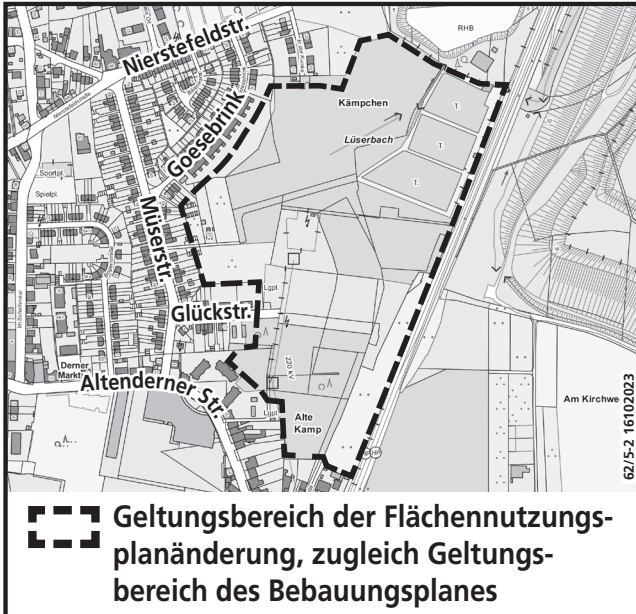 RHB
Nierstefeldstr.
Kämpchen
T.
Goesebrink
Lüserbach
T.
T.
Sportpl.
Spielpl.
Müserstr.
Lgpl.
Glückstr.
220 kV
Derner
Markt
Altenderner Str.
Lgpl.
Alte
Kamp
Am Kirchwe
62/5-2 16102023
Geltungsbereich der Flächennutzungs-
planänderung, zugleich Geltungs-
bereich des Bebauungsplanes